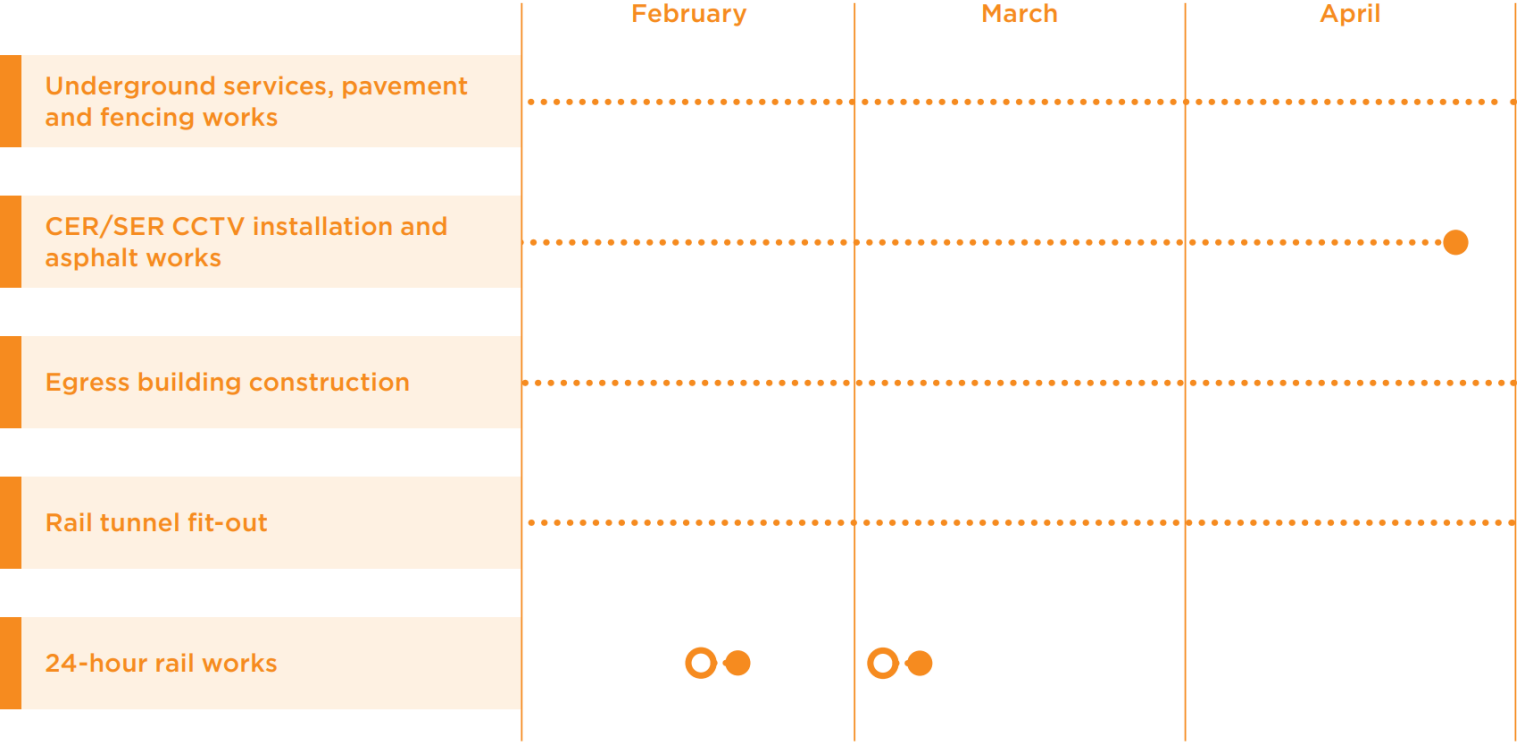 February March April
Underground services, pavement
and fencing works
CER/SER CCTV installation and
asphalt works
Egress building construction
Rail tunnel fit-out
24-hour rail works